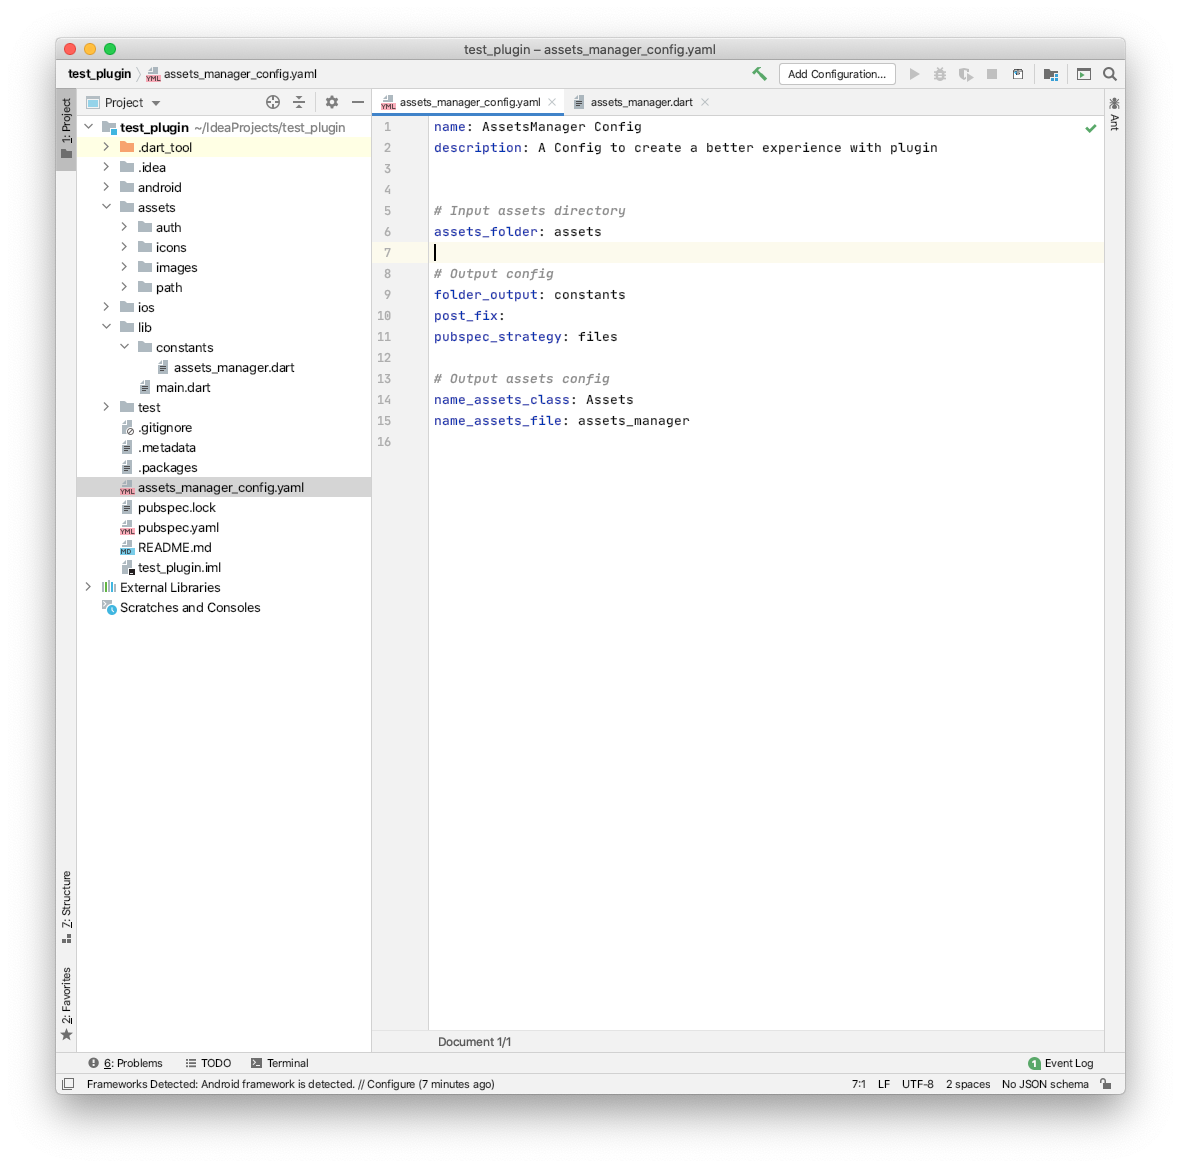 test_plugin – assets_manager_config.yaml
test_plugin assets_manager_config.yaml
Add Configuration...
1: Project
Project
assets_manager_config.yaml
assets_manager.dart
Ant
test_plugin ~/IdeaProjects/test_plugin
.dart_tool
.idea
android
assets
auth
icons
images
path
ios
lib
constants
assets_manager.dart
main.dart
test
.gitignore
.metadata
.packages
YML assets_manager_config.yaml
pubspec.lock
YML pubspec.yaml
MD README.md
test_plugin.iml
External Libraries
Scratches and Consoles
1 name: AssetsManager Config
2 description: A Config to create a better experience with plugin
3
4
5 # Input assets directory
6 assets_folder: assets
7
8 # Output config
9 folder_output: constants
10 post_fix:
11 pubspec_strategy: files
12
13 # Output assets config
14 name_assets_class: Assets
15 name_assets_file: assets_manager
16
Z: Structure
2: Favorites
Document 1/1
6: Problems TODO Terminal
1 Event Log
Frameworks Detected: Android framework is detected. // Configure (7 minutes ago)
7:1 LF UTF-8 2 spaces No JSON schema